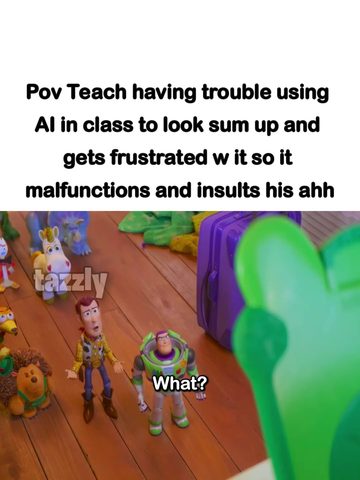 Pov Teach having trouble using
AI in class to look sum up and
gets frustrated w it so it
malfunctions and insults his ahh
tazzly
What?